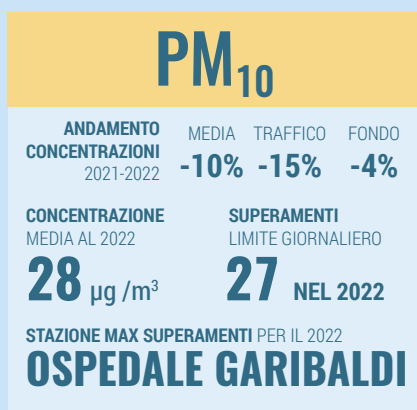 PM10
ANDAMENTO CONCENTRAZIONI 2021-2022
MEDIA TRAFFICO FONDO
-10% -15% -4%
CONCENTRAZIONE
MEDIA AL 2022
28 µg /m³
SUPERAMENTI
LIMITE GIORNALIERO
27 NEL 2022
STAZIONE MAX SUPERAMENTI PER IL 2022
OSPEDALE GARIBALDI